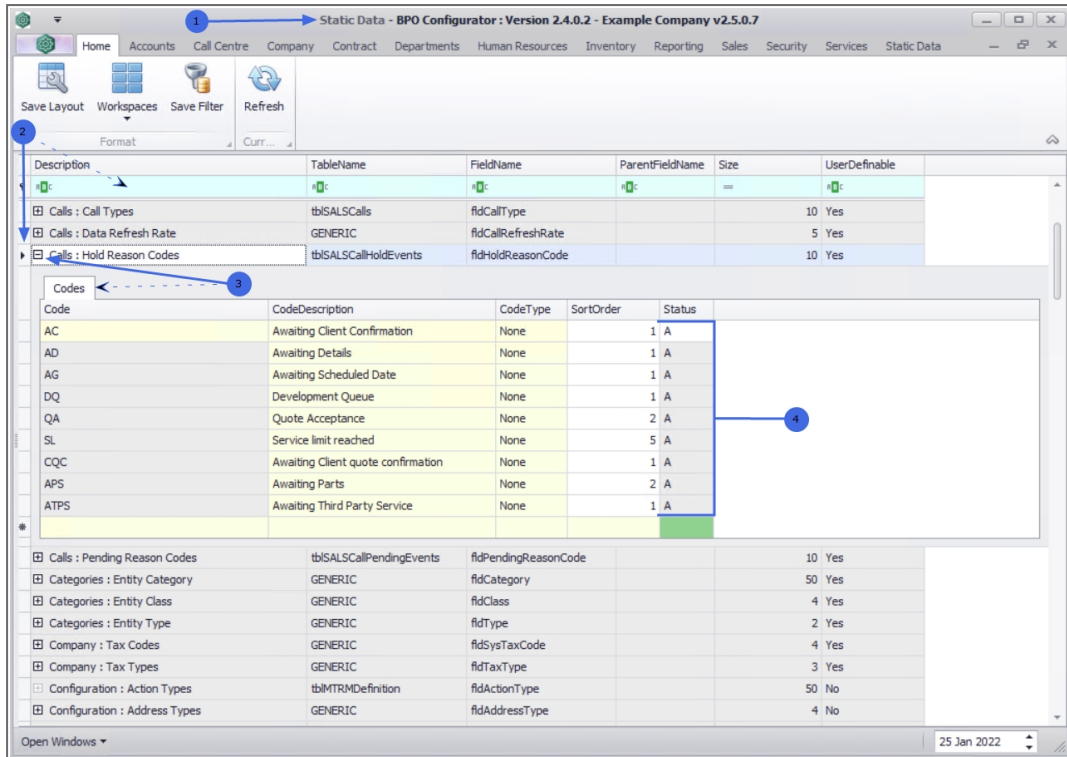 1
Static Data - BPO Configurator : Version 2.4.0.2 - Example Company v2.5.0.7
Home Accounts Call Centre Company Contract Departments Human Resources Inventory Reporting Sales Security Services Static Data
Save Layout Workspaces Save Filter Refresh
2
Format Curr...
Description TableName FieldName ParentFieldName Size UserDefinable
Calls : Call Types tblSALSCalls fldCallType 10 Yes
Calls : Data Refresh Rate GENERIC fldCallRefreshRate 5 Yes
Calls : Hold Reason Codes tblSALSCallHoldEvents fldHoldReasonCode 10 Yes
Codes 3
Code CodeDescription CodeType SortOrder Status
AC Awaiting Client Confirmation None 1 A
AD Awaiting Details None 1 A
AG Awaiting Scheduled Date None 1 A
DQ Development Queue None 1 A
QA Quote Acceptance None 2 A 4
SL Service limit reached None 5 A
CQC Awaiting Client quote confirmation None 1 A
APS Awaiting Parts None 2 A
ATPS Awaiting Third Party Service None 1 A
Calls : Pending Reason Codes tblSALSCallPendingEvents fldPendingReasonCode 10 Yes
Categories : Entity Category GENERIC fldCategory 50 Yes
Categories : Entity Class GENERIC fldClass 4 Yes
Categories : Entity Type GENERIC fldType 2 Yes
Company : Tax Codes GENERIC fldSysTaxCode 4 Yes
Company : Tax Types GENERIC fldTaxType 3 Yes
Configuration : Action Types tblMTRMDefinition fldActionType 50 No
Configuration : Address Types GENERIC fldAddressType 4 No
Open Windows 25 Jan 2022